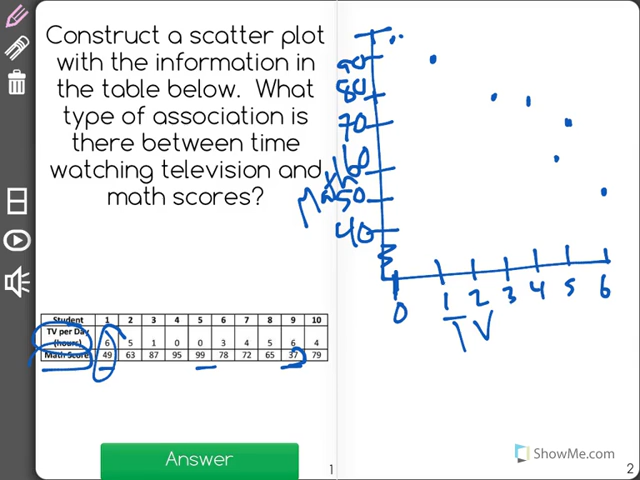 Construct a scatter plot
with the information in
the table below. What
type of association is
there between time
watching television and
math scores?
Student 1 2 3 4 5 6 7 8 9 10
TV per Day
(hours) 6 5 1 0 0 3 4 5 6 4
Math Score 49 63 87 95 99 78 72 65 37 79
Answer
1
90
80
70
60
50
40
Math
0 1 2 3 4 5 6
TV
ShowMe.com
2